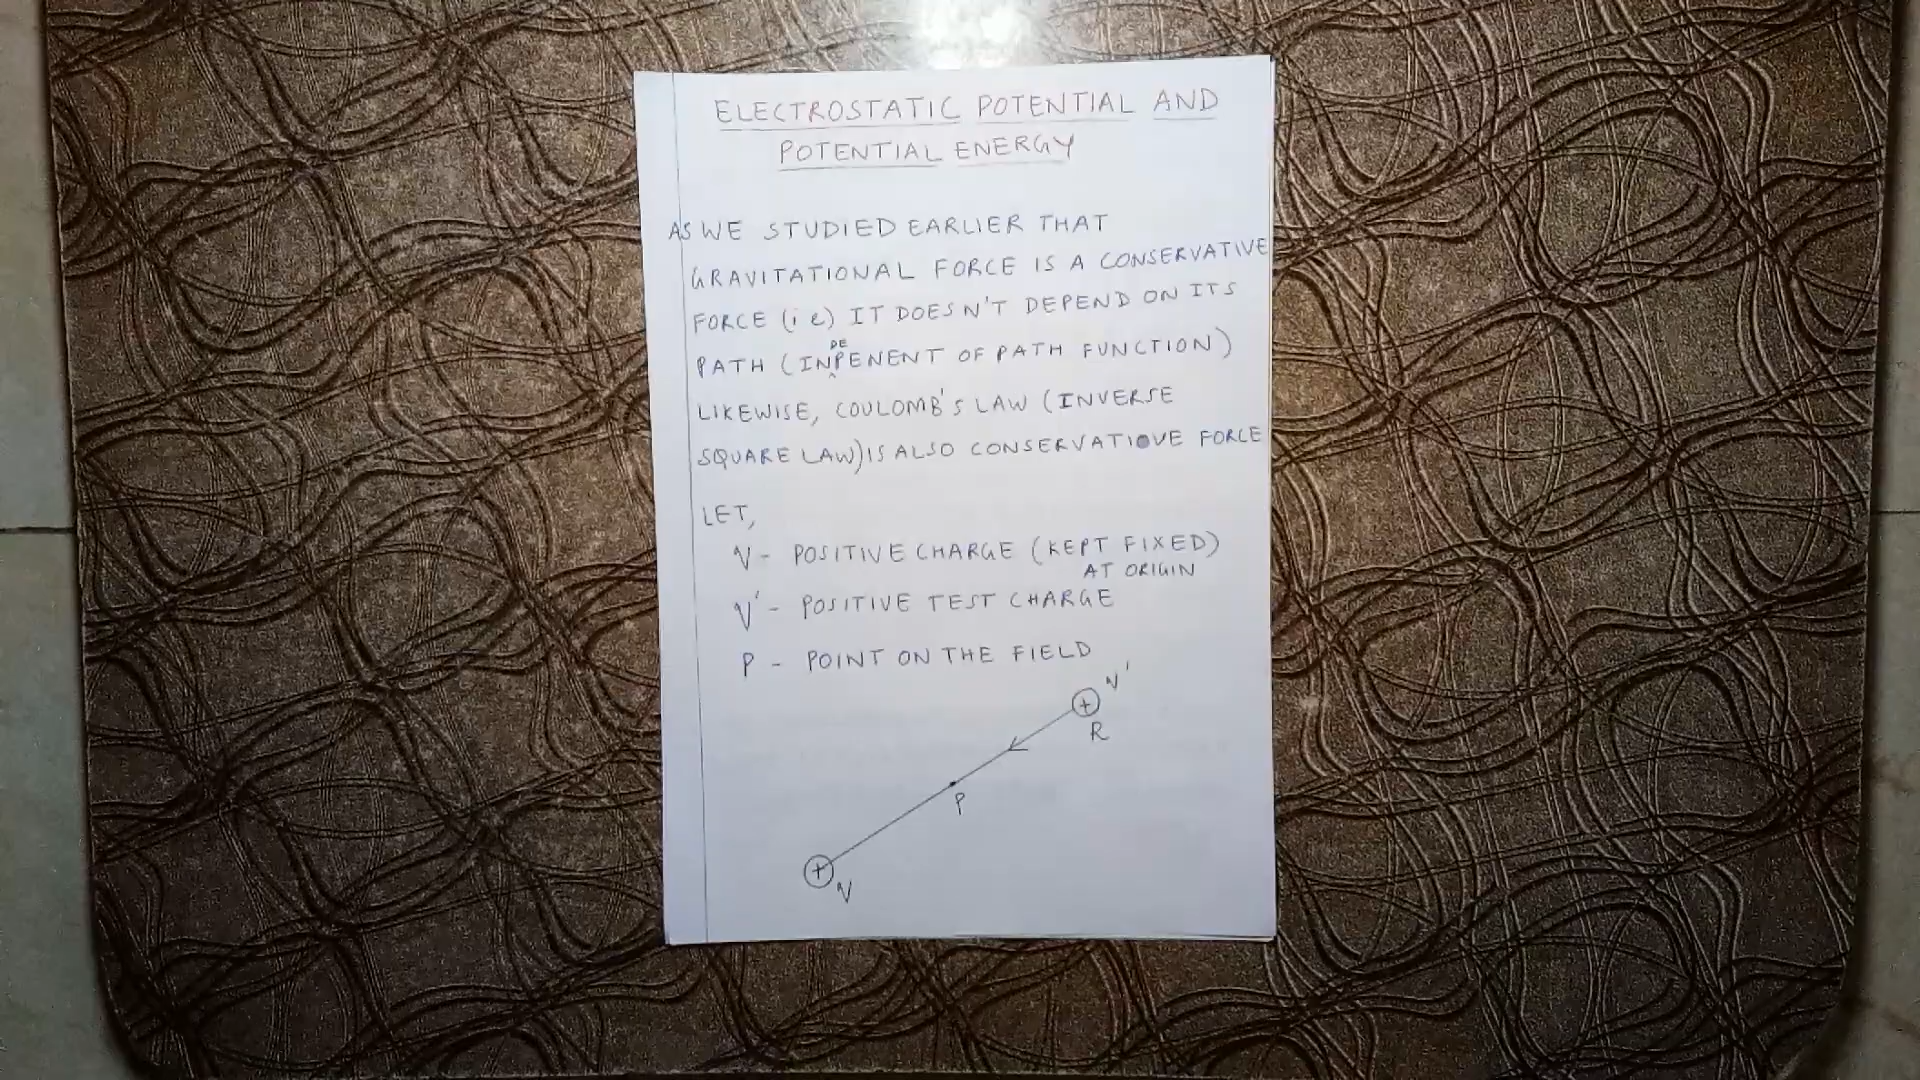 ELECTROSTATIC POTENTIAL AND
POTENTIAL ENERGY
AS WE STUDIED EARLIER THAT
GRAVITATIONAL FORCE IS A CONSERVATIVE
FORCE (i e) IT DOESN'T DEPEND ON ITS
PATH (INDEPENENT OF PATH FUNCTION)
LIKEWISE, COULOMB'S LAW (INVERSE
SQUARE LAW) IS ALSO CONSERVATIOVE FORCE
LET,
V - POSITIVE CHARGE (KEPT FIXED)
AT ORIGIN
V' - POSITIVE TEST CHARGE
P - POINT ON THE FIELD
V'
+
R
P
+
V